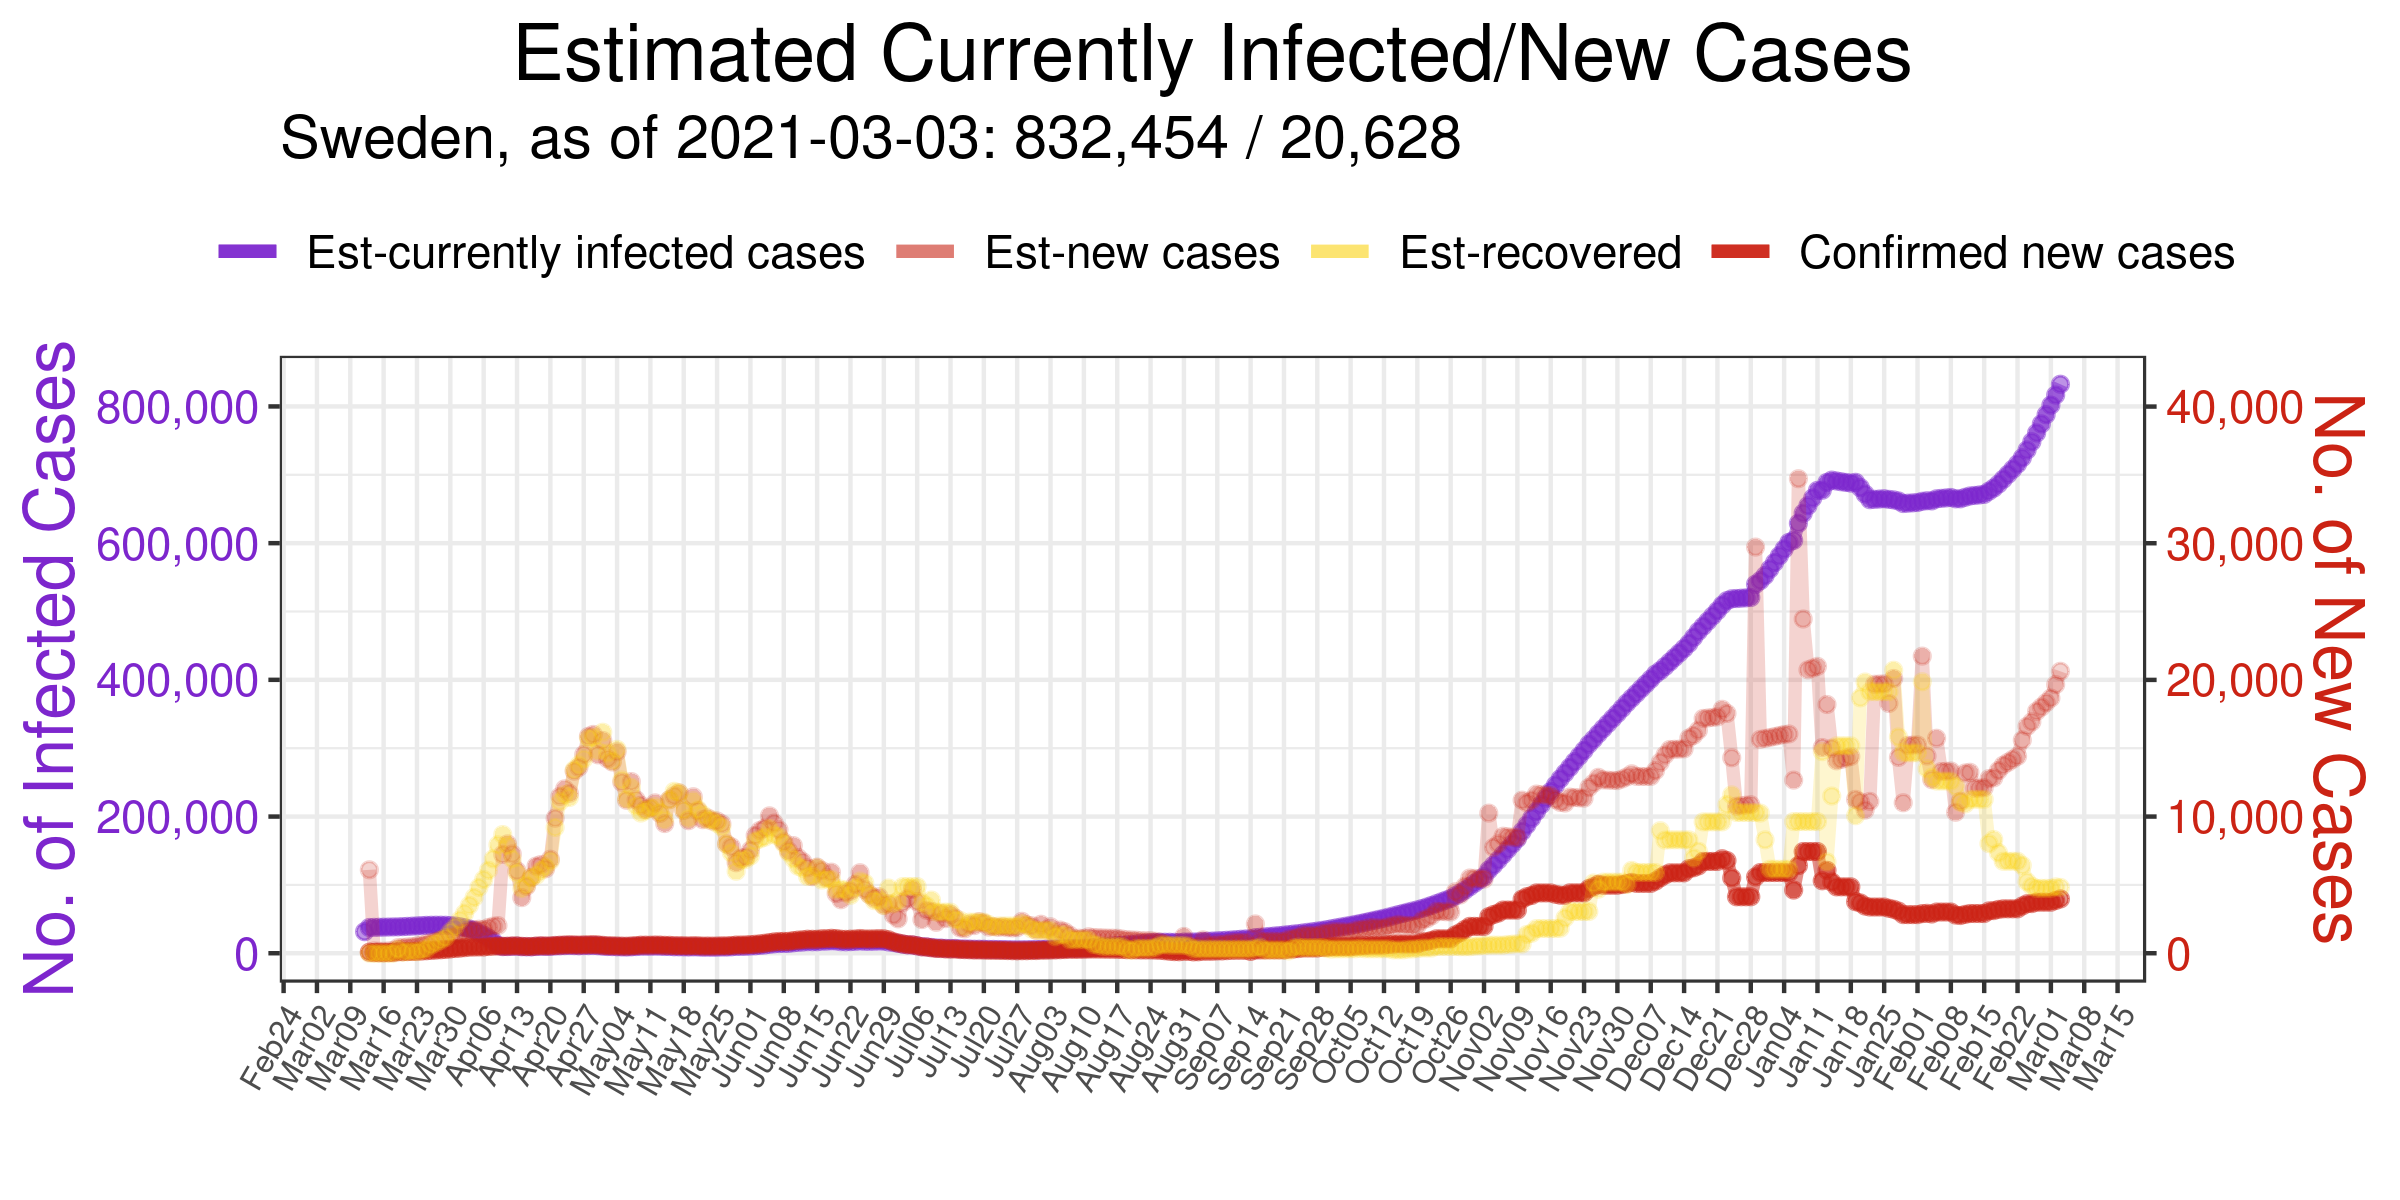 Estimated Currently Infected/New Cases
Sweden, as of 2021-03-03: 832,454 / 20,628
Est-currently infected cases
Est-new cases
Est-recovered
Confirmed new cases
No. of Infected Cases
800,000
600,000
400,000
200,000
0
40,000
30,000
20,000
10,000
0
No. of New Cases
Feb24
Mar02
Mar09
Mar16
Mar23
Mar30
Apr06
Apr13
Apr20
Apr27
May04
May11
May18
May25
Jun01
Jun08
Jun15
Jun22
Jun29
Jul06
Jul13
Jul20
Jul27
Aug03
Aug10
Aug17
Aug24
Aug31
Sep07
Sep14
Sep21
Sep28
Oct05
Oct12
Oct19
Oct26
Nov02
Nov09
Nov16
Nov23
Nov30
Dec07
Dec14
Dec21
Dec28
Jan04
Jan11
Jan18
Jan25
Feb01
Feb08
Feb15
Feb22
Mar01
Mar08
Mar15